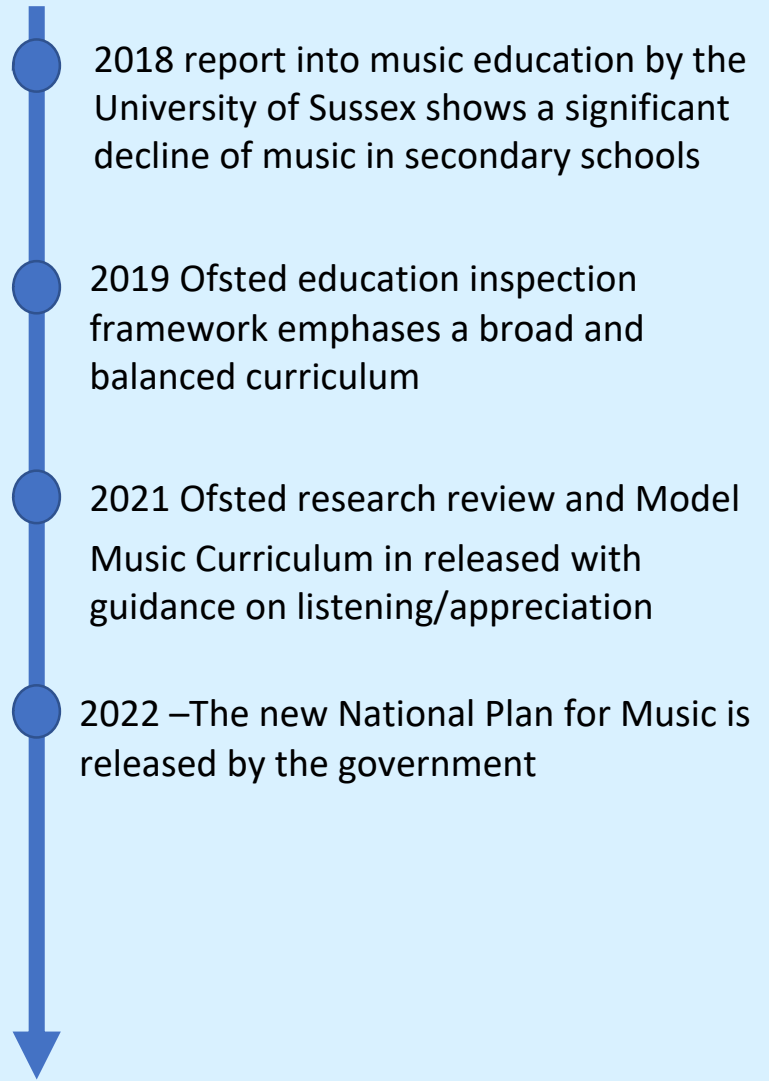 2018 report into music education by the
University of Sussex shows a significant
decline of music in secondary schools
2019 Ofsted education inspection
framework emphases a broad and
balanced curriculum
2021 Ofsted research review and Model
Music Curriculum in released with
guidance on listening/appreciation
2022 –The new National Plan for Music is
released by the government